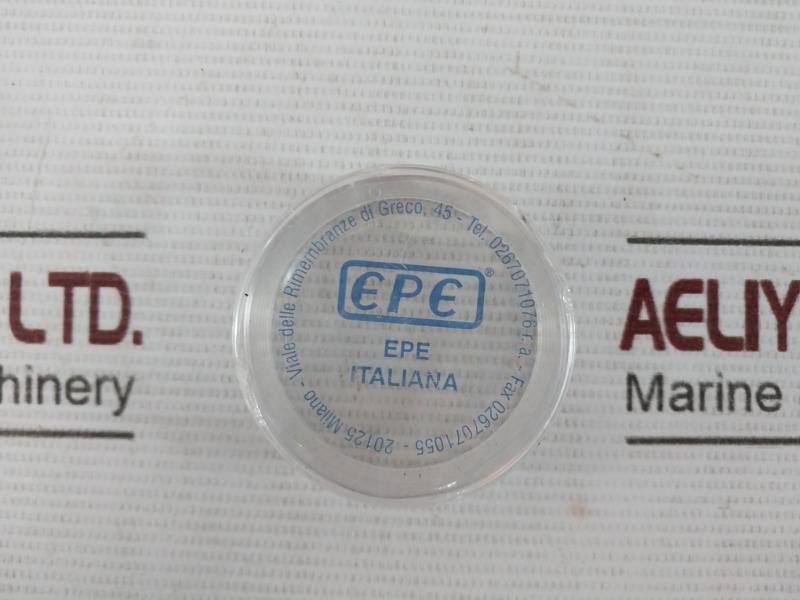 EPE®
EPE
ITALIANA
20125 Milano - Viale delle Rimembranze di Greco, 45 - Tel. 0267071076 r. a. - Fax 0267071055 -
LTD.
hinery
AELIY
Marine